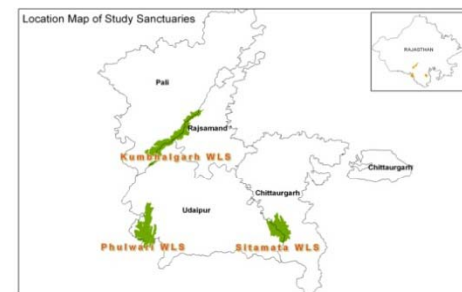 Location Map of Study Sanctuaries
RAJASTHAN
Pali
Rajsamand
Kumbhalgarh WLS
Chittaurgarh
Chittaurgarh
Udaipur
Phulwari WLS
Sitamata WLS